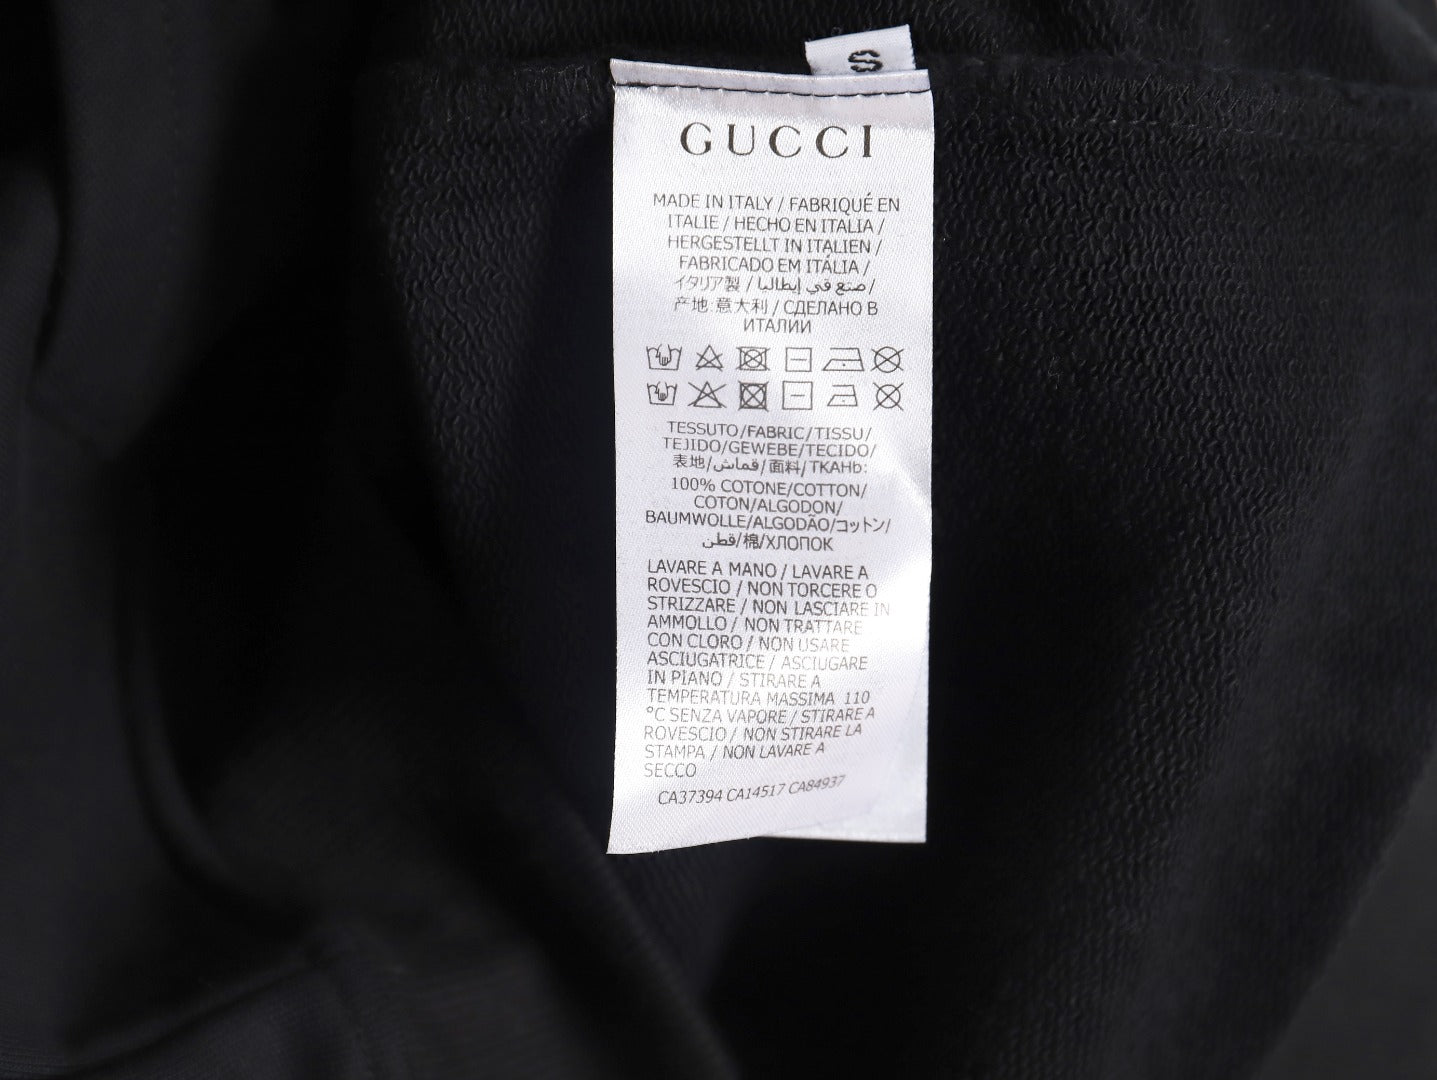 S
GUCCI
MADE IN ITALY / FABRIQUÉ EN
ITALIE / HECHO EN ITALIA /
HERGESTELLT IN ITALIEN /
FABRICADO EM ITÁLIA /
イタリア製 / صنع في إيطاليا /
产地:意大利 / СДЕЛАНО В
ИТАЛИИ
TESSUTO/FABRIC/TISSU/
TEJIDO/GEWEBE/TECIDO/
表地/قماش/面料/ТКАНЬ:
100% COTONE/COTTON/
COTON/ALGODON/
BAUMWOLLE/ALGODÃO/コットン/
قطن/棉/ХЛОПОК
LAVARE A MANO / LAVARE A
ROVESCIO / NON TORCERE O
STRIZZARE / NON LASCIARE IN
AMMOLLO / NON TRATTARE
CON CLORO / NON USARE
ASCIUGATRICE / ASCIUGARE
IN PIANO / STIRARE A
TEMPERATURA MASSIMA 110
°C SENZA VAPORE / STIRARE A
ROVESCIO / NON STIRARE LA
STAMPA / NON LAVARE A
SECCO
CA37394 CA14517 CA84937